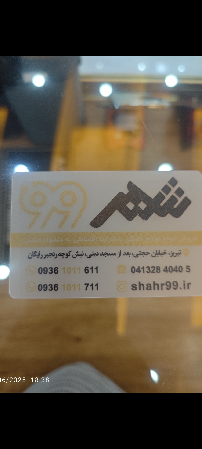 شهر 99
تبریز، خیابان حجتی، بعد از مسجد دینی، نبش کوچه رنجبر رایگان
0936 1011 611
041328 4040 5
0936 1011 711
shahr99.ir